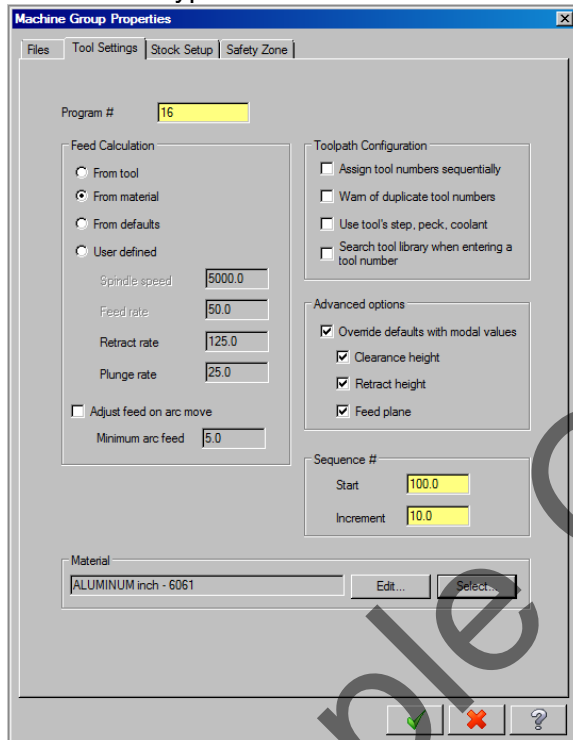 Machine Group Properties
Files Tool Settings Stock Setup Safety Zone
Program # 16
Feed Calculation
From tool
From material
From defaults
User defined
Spindle speed 5000.0
Feed rate 50.0
Retract rate 125.0
Plunge rate 25.0
Adjust feed on arc move
Minimum arc feed 5.0
Toolpath Configuration
Assign tool numbers sequentially
Warn of duplicate tool numbers
Use tool's step, peck, coolant
Search tool library when entering a
tool number
Advanced options
Override defaults with modal values
Clearance height
Retract height
Feed plane
Sequence #
Start 100.0
Increment 10.0
Material
ALUMINUM inch - 6061 Edit... Select...